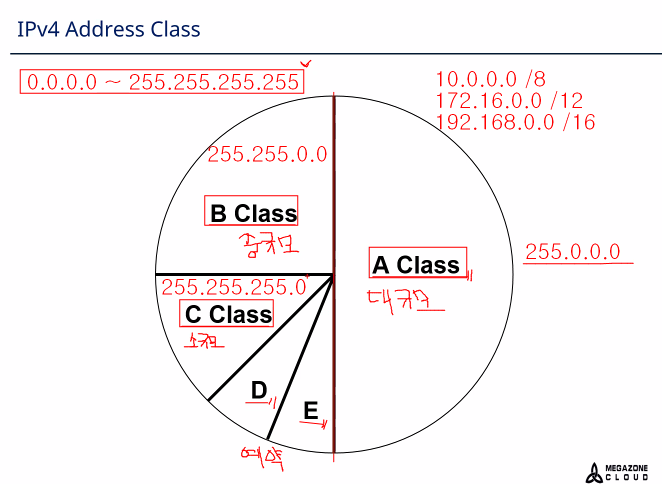 IPv4 Address Class
0.0.0.0 ~ 255.255.255.255
10.0.0.0 /8
172.16.0.0 /12
192.168.0.0 /16
255.255.0.0
B Class
중규모
A Class
대규모
255.0.0.0
255.255.255.0
C Class
소규모
D
E
예약
MEGAZONE
CLOUD